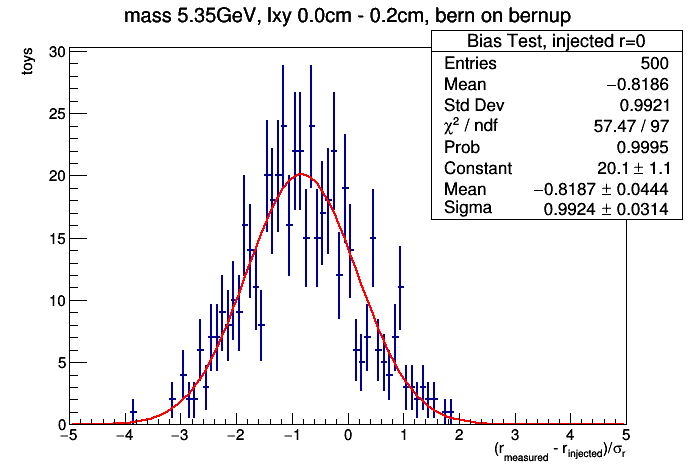 mass 5.35GeV, lxy 0.0cm - 0.2cm, bern on bernup
Bias Test, injected r=0
Entries 500
Mean −0.8186
Std Dev 0.9921
χ² / ndf 57.47 / 97
Prob 0.9995
Constant 20.1 ± 1.1
Mean −0.8187 ± 0.0444
Sigma 0.9924 ± 0.0314
toys
30
25
20
15
10
5
0
−5 −4 −3 −2 −1 0 1 2 3 4 5
(r_measured - r_injected)/σ_r